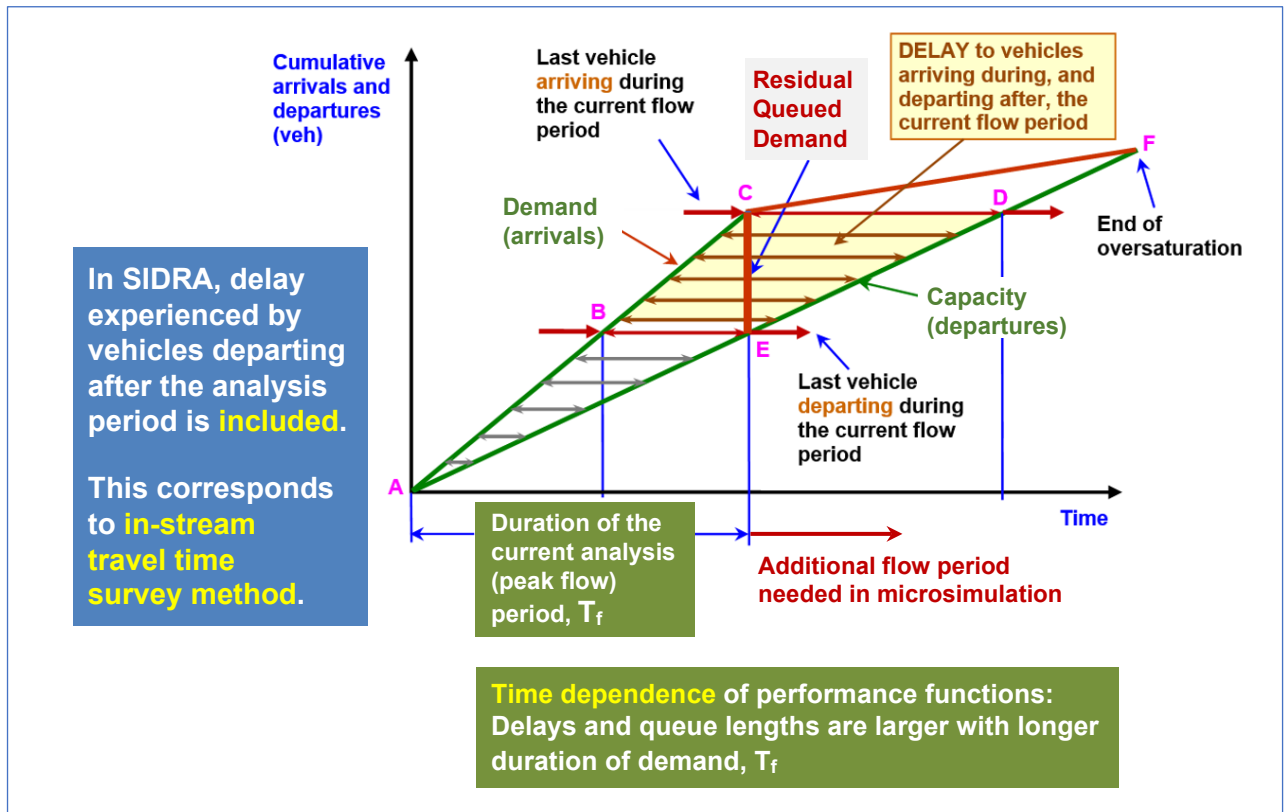 Cumulative
arrivals and
departures
(veh)
Last vehicle
arriving during
the current flow
period
Residual
Queued
Demand
DELAY to vehicles
arriving during, and
departing after, the
current flow period
F
C
D
Demand
(arrivals)
End of
oversaturation
In SIDRA, delay
experienced by
vehicles departing
after the analysis
period is included.
This corresponds
to in-stream
travel time
survey method.
B
E
Capacity
(departures)
Last vehicle
departing during
the current flow
period
A
Time
Duration of the
current analysis
(peak flow)
period, Tf
Additional flow period
needed in microsimulation
Time dependence of performance functions:
Delays and queue lengths are larger with longer
duration of demand, Tf